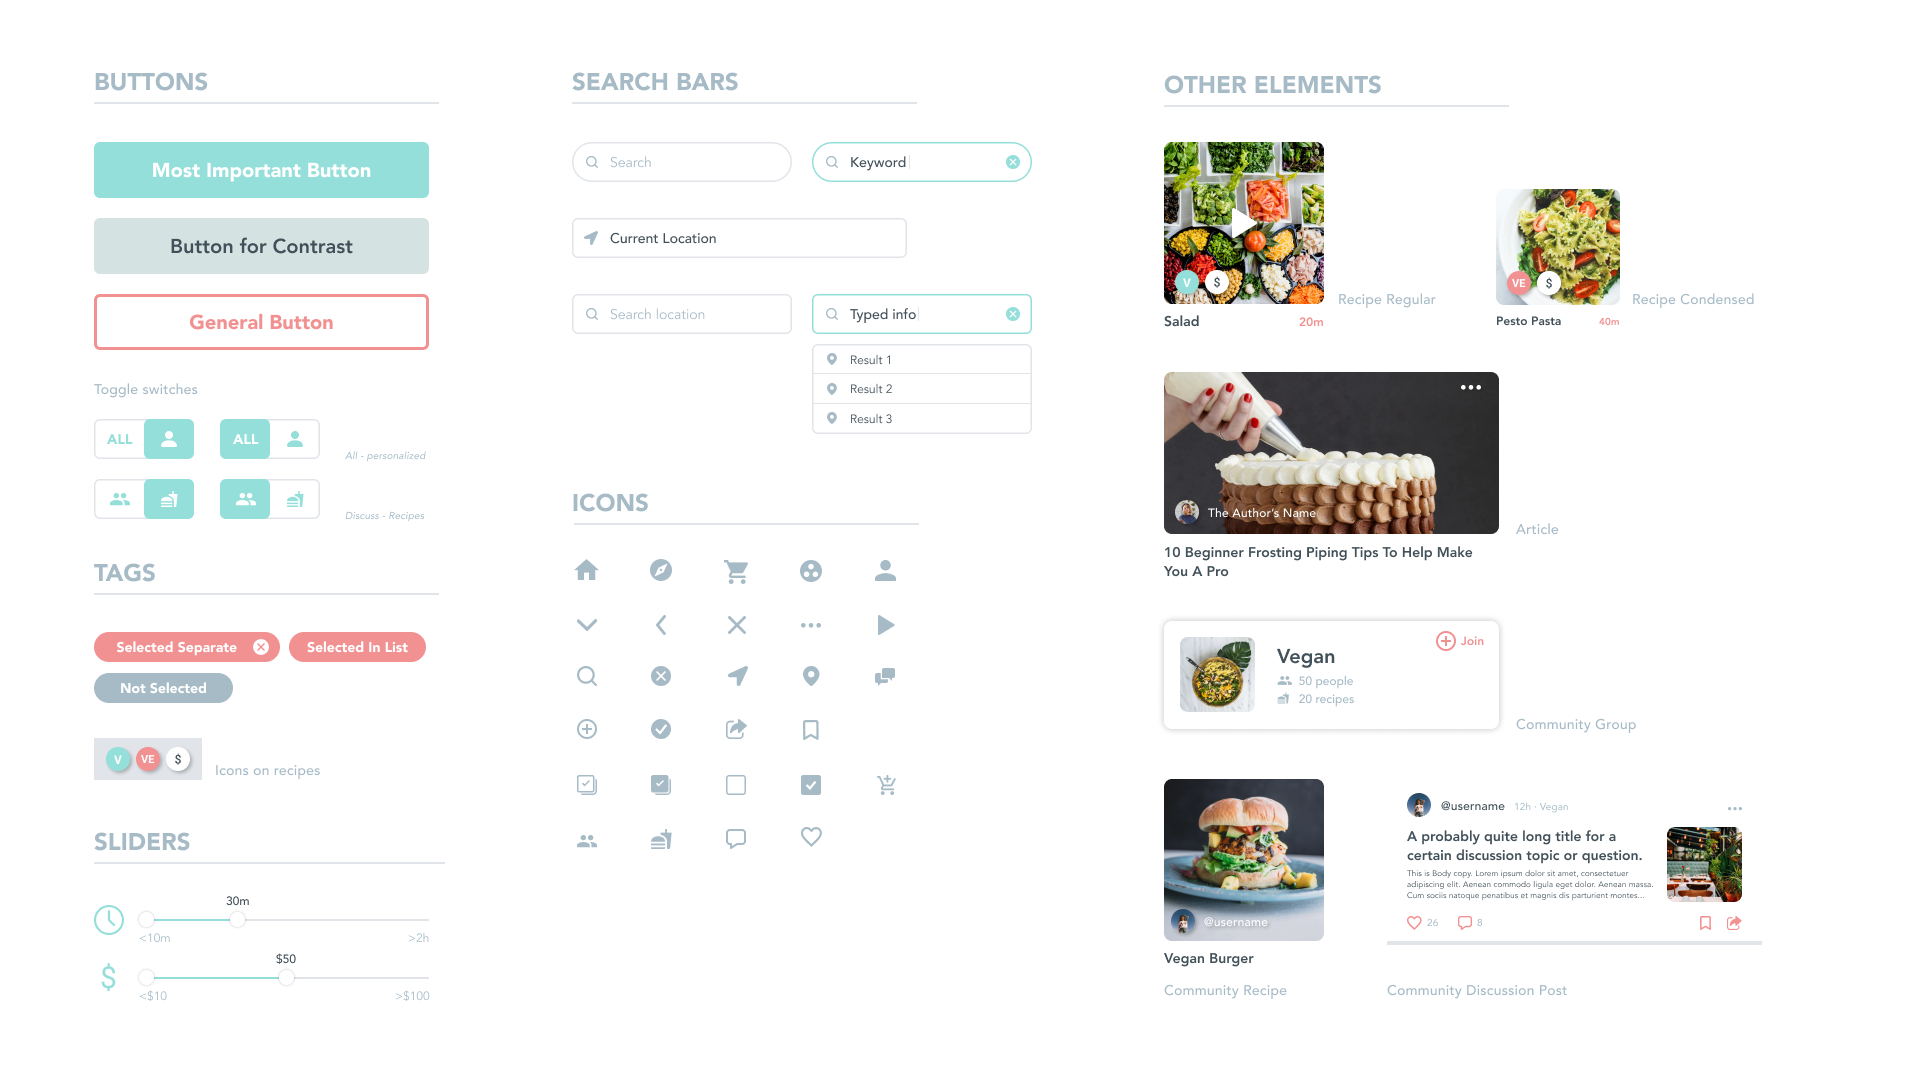 BUTTONS
Most Important Button
Button for Contrast
General Button
Toggle switches
ALL
ALL
All - personalized
Discuss - Recipes
TAGS
Selected Separate
Selected In List
Not Selected
V VE $
Icons on recipes
SLIDERS
30m
<10m >2h
$50
$
<$10 >$100
SEARCH BARS
Search
Keyword
Current Location
Search location
Typed info
Result 1
Result 2
Result 3
ICONS
OTHER ELEMENTS
V $
Salad 20m
Recipe Regular
VE $
Pesto Pasta 40m
Recipe Condensed
The Author's Name
10 Beginner Frosting Piping Tips To Help Make
You A Pro
Article
Vegan
Join
50 people
20 recipes
Community Group
@username
Vegan Burger
Community Recipe
@username 12h · Vegan
A probably quite long title for a
certain discussion topic or question.
This is Body copy. Lorem ipsum dolor sit amet, consectetuer
adipiscing elit. Aenean commodo ligula eget dolor. Aenean massa.
Cum sociis natoque penatibus et magnis dis parturient montes...
26 8
Community Discussion Post